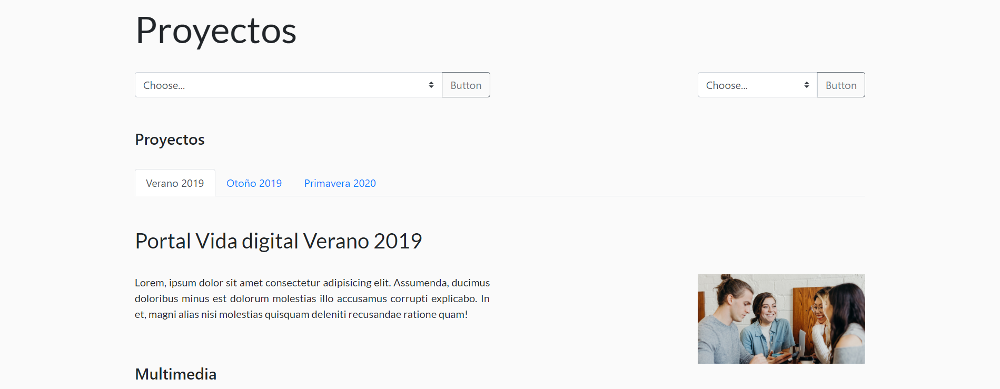 Proyectos
Choose... Button Choose... Button
Proyectos
Verano 2019 Otoño 2019 Primavera 2020
Portal Vida digital Verano 2019
Lorem, ipsum dolor sit amet consectetur adipisicing elit. Assumenda, ducimus
doloribus minus est dolorum molestias illo accusamus corrupti explicabo. In
et, magni alias nisi molestias quisquam deleniti recusandae ratione quam!
Multimedia